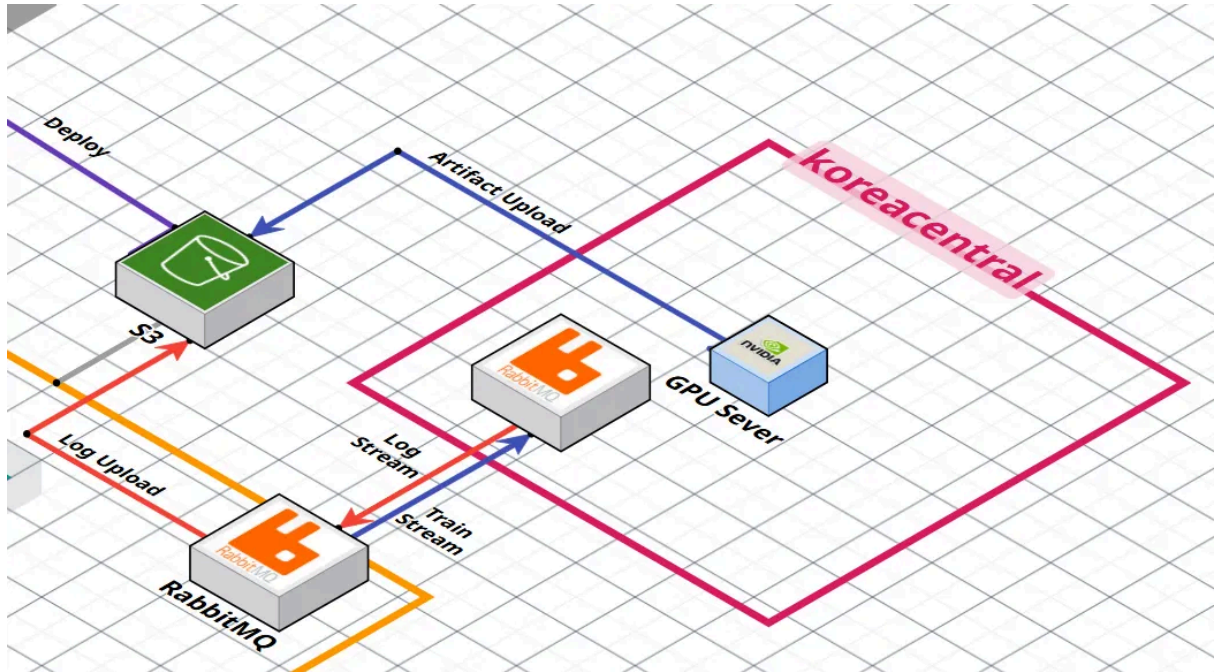 Deploy
Artifact Upload
koreacentral
S3
RabbitMQ
NVIDIA
GPU Sever
Log Upload
Log
Stream
Train
Stream
RabbitMQ
RabbitMQ